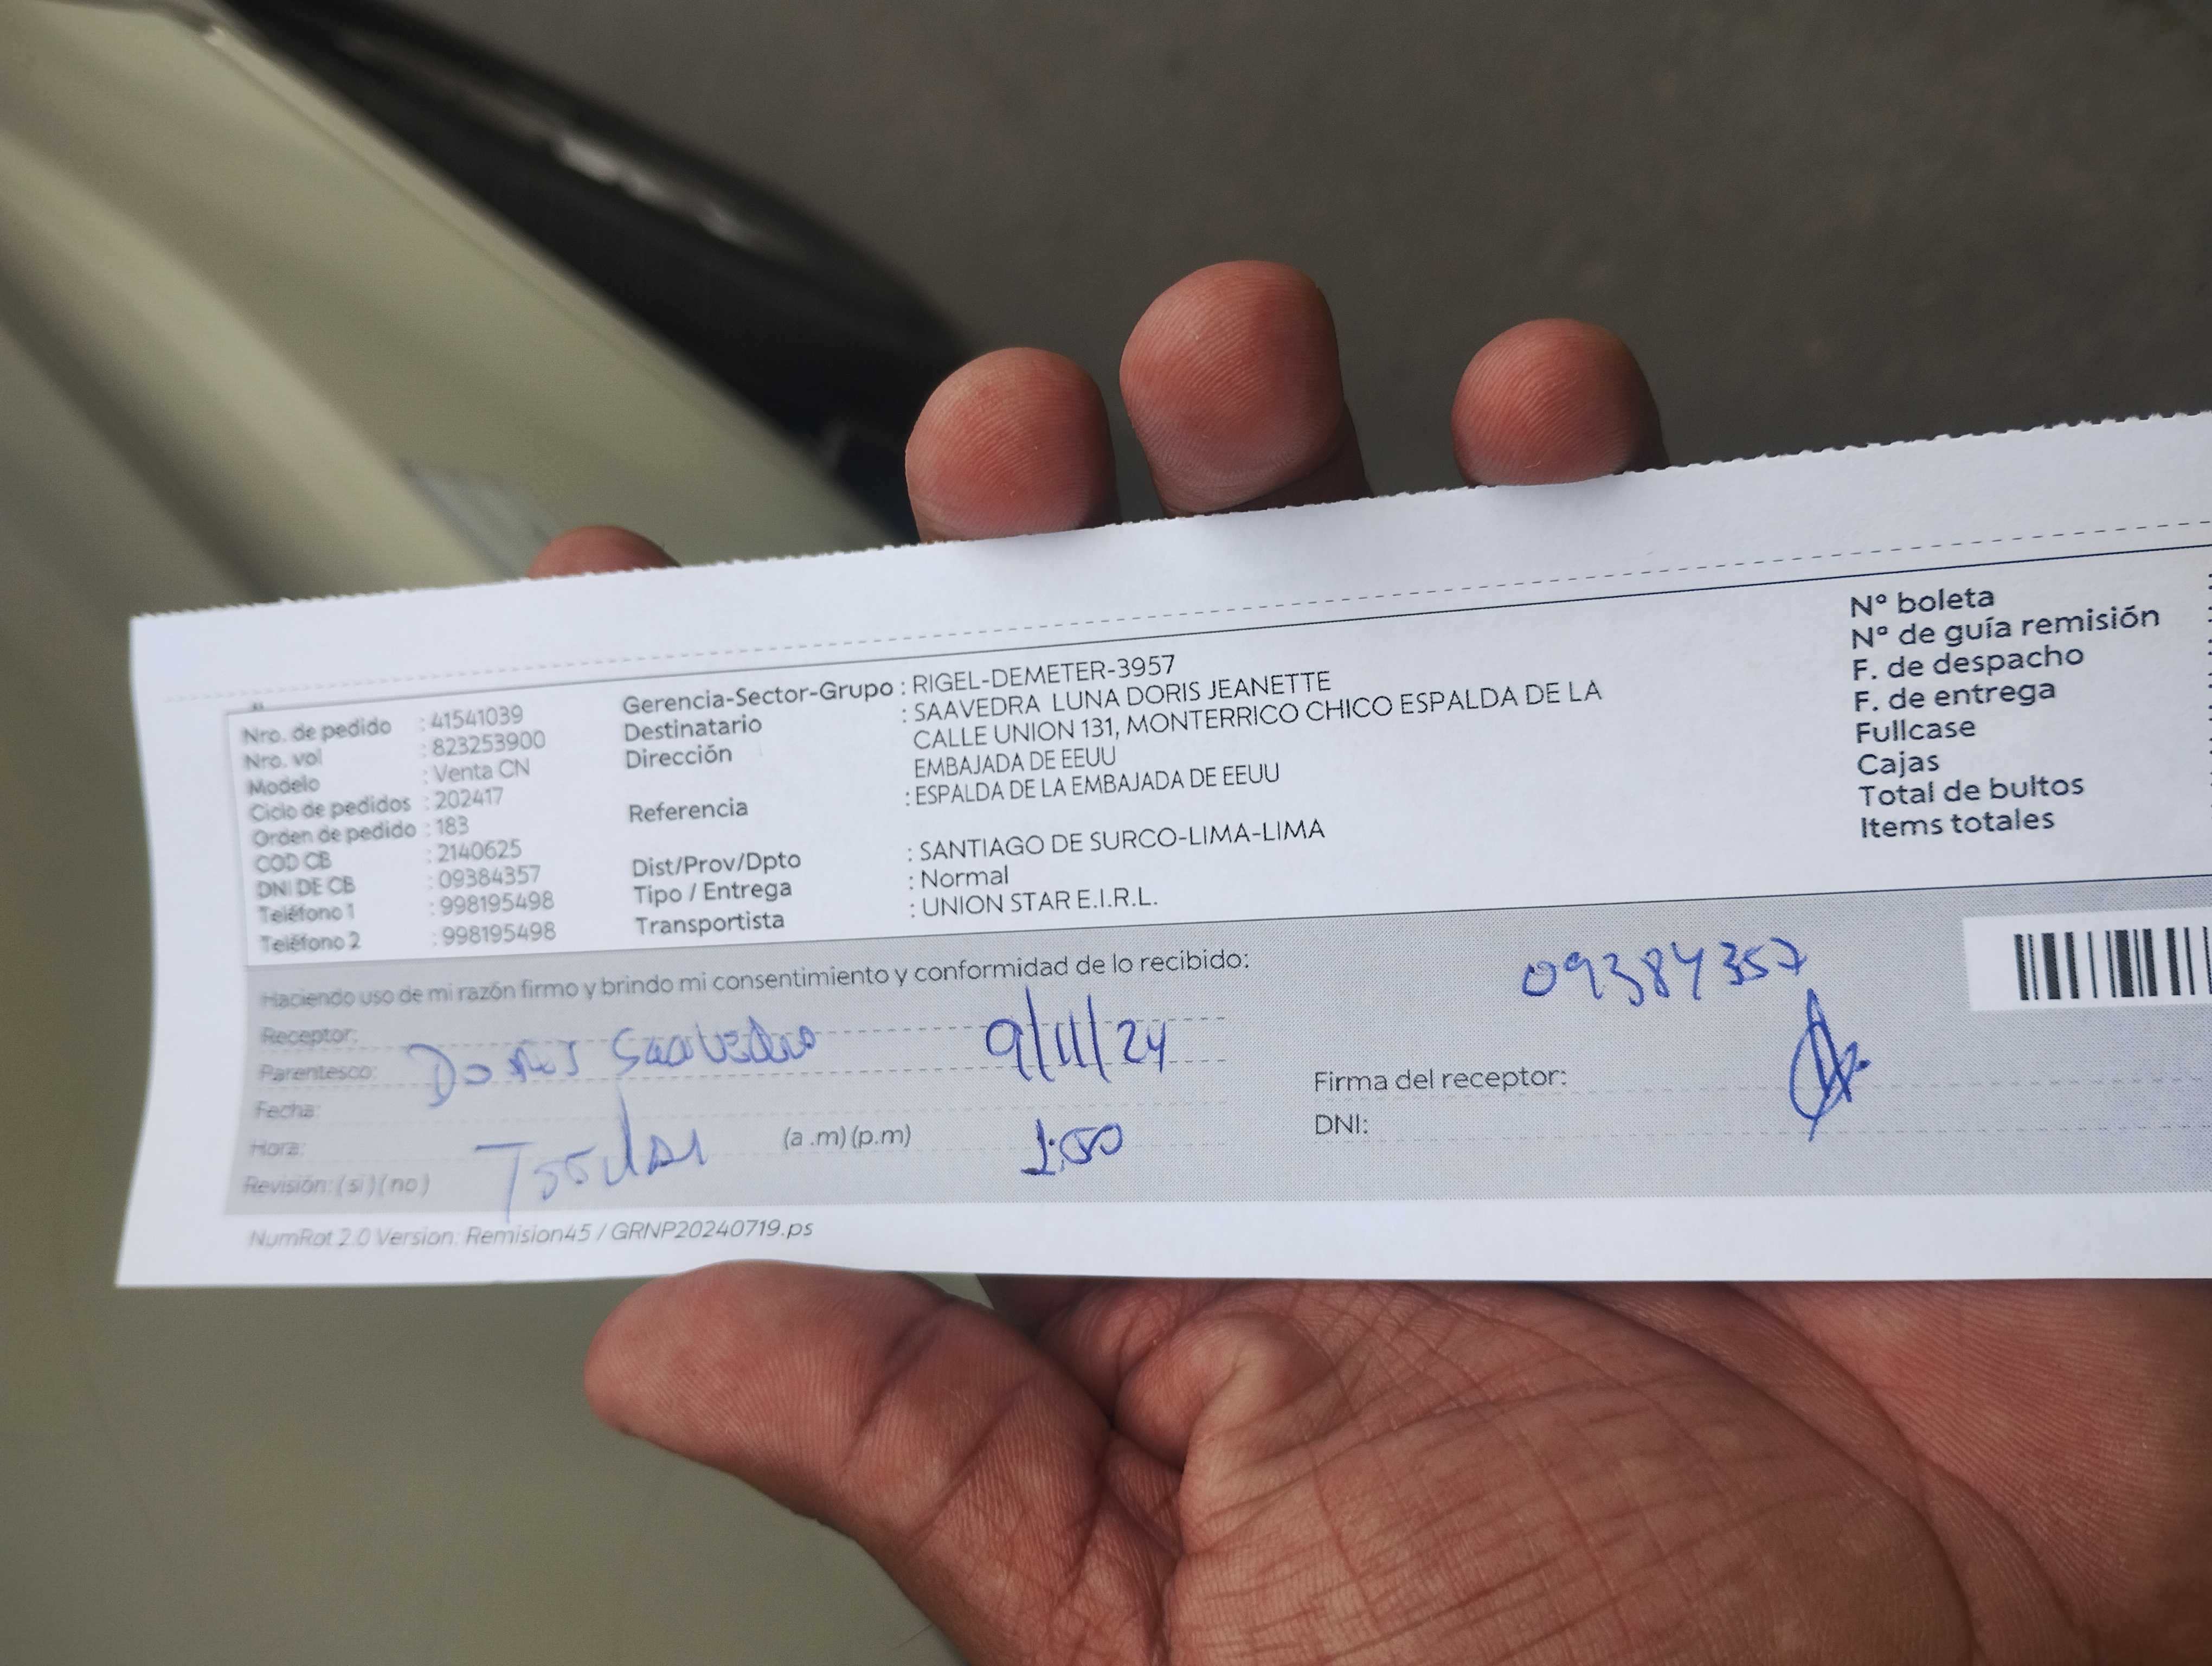 Nro. de pedido : 41541039
Nro. vol : 823253900
Modelo : Venta CN
Ciclo de pedidos : 202417
Orden de pedido : 183
COD CB : 2140625
DNI DE CB : 09384357
Teléfono 1 : 998195498
Teléfono 2 : 998195498
Gerencia-Sector-Grupo : RIGEL-DEMETER-3957
Destinatario : SAAVEDRA LUNA DORIS JEANETTE
Dirección CALLE UNION 131, MONTERRICO CHICO ESPALDA DE LA
EMBAJADA DE EEUU
Referencia : ESPALDA DE LA EMBAJADA DE EEUU
Dist/Prov/Dpto : SANTIAGO DE SURCO-LIMA-LIMA
Tipo / Entrega : Normal
Transportista : UNION STAR E.I.R.L.
Nº boleta
Nº de guía remisión
F. de despacho
F. de entrega
Fullcase
Cajas
Total de bultos
Items totales
Haciendo uso de mi razón firmo y brindo mi consentimiento y conformidad de lo recibido:
Receptor:
Parentesco: Doris Saavedra 9/11/24
Fecha:
Hora: (a .m) (p.m) 1:50
Revisión: ( si ) ( no )
09384357
Firma del receptor:
DNI:
NumRot 2.0 Version: Remision45 / GRNP20240719.ps